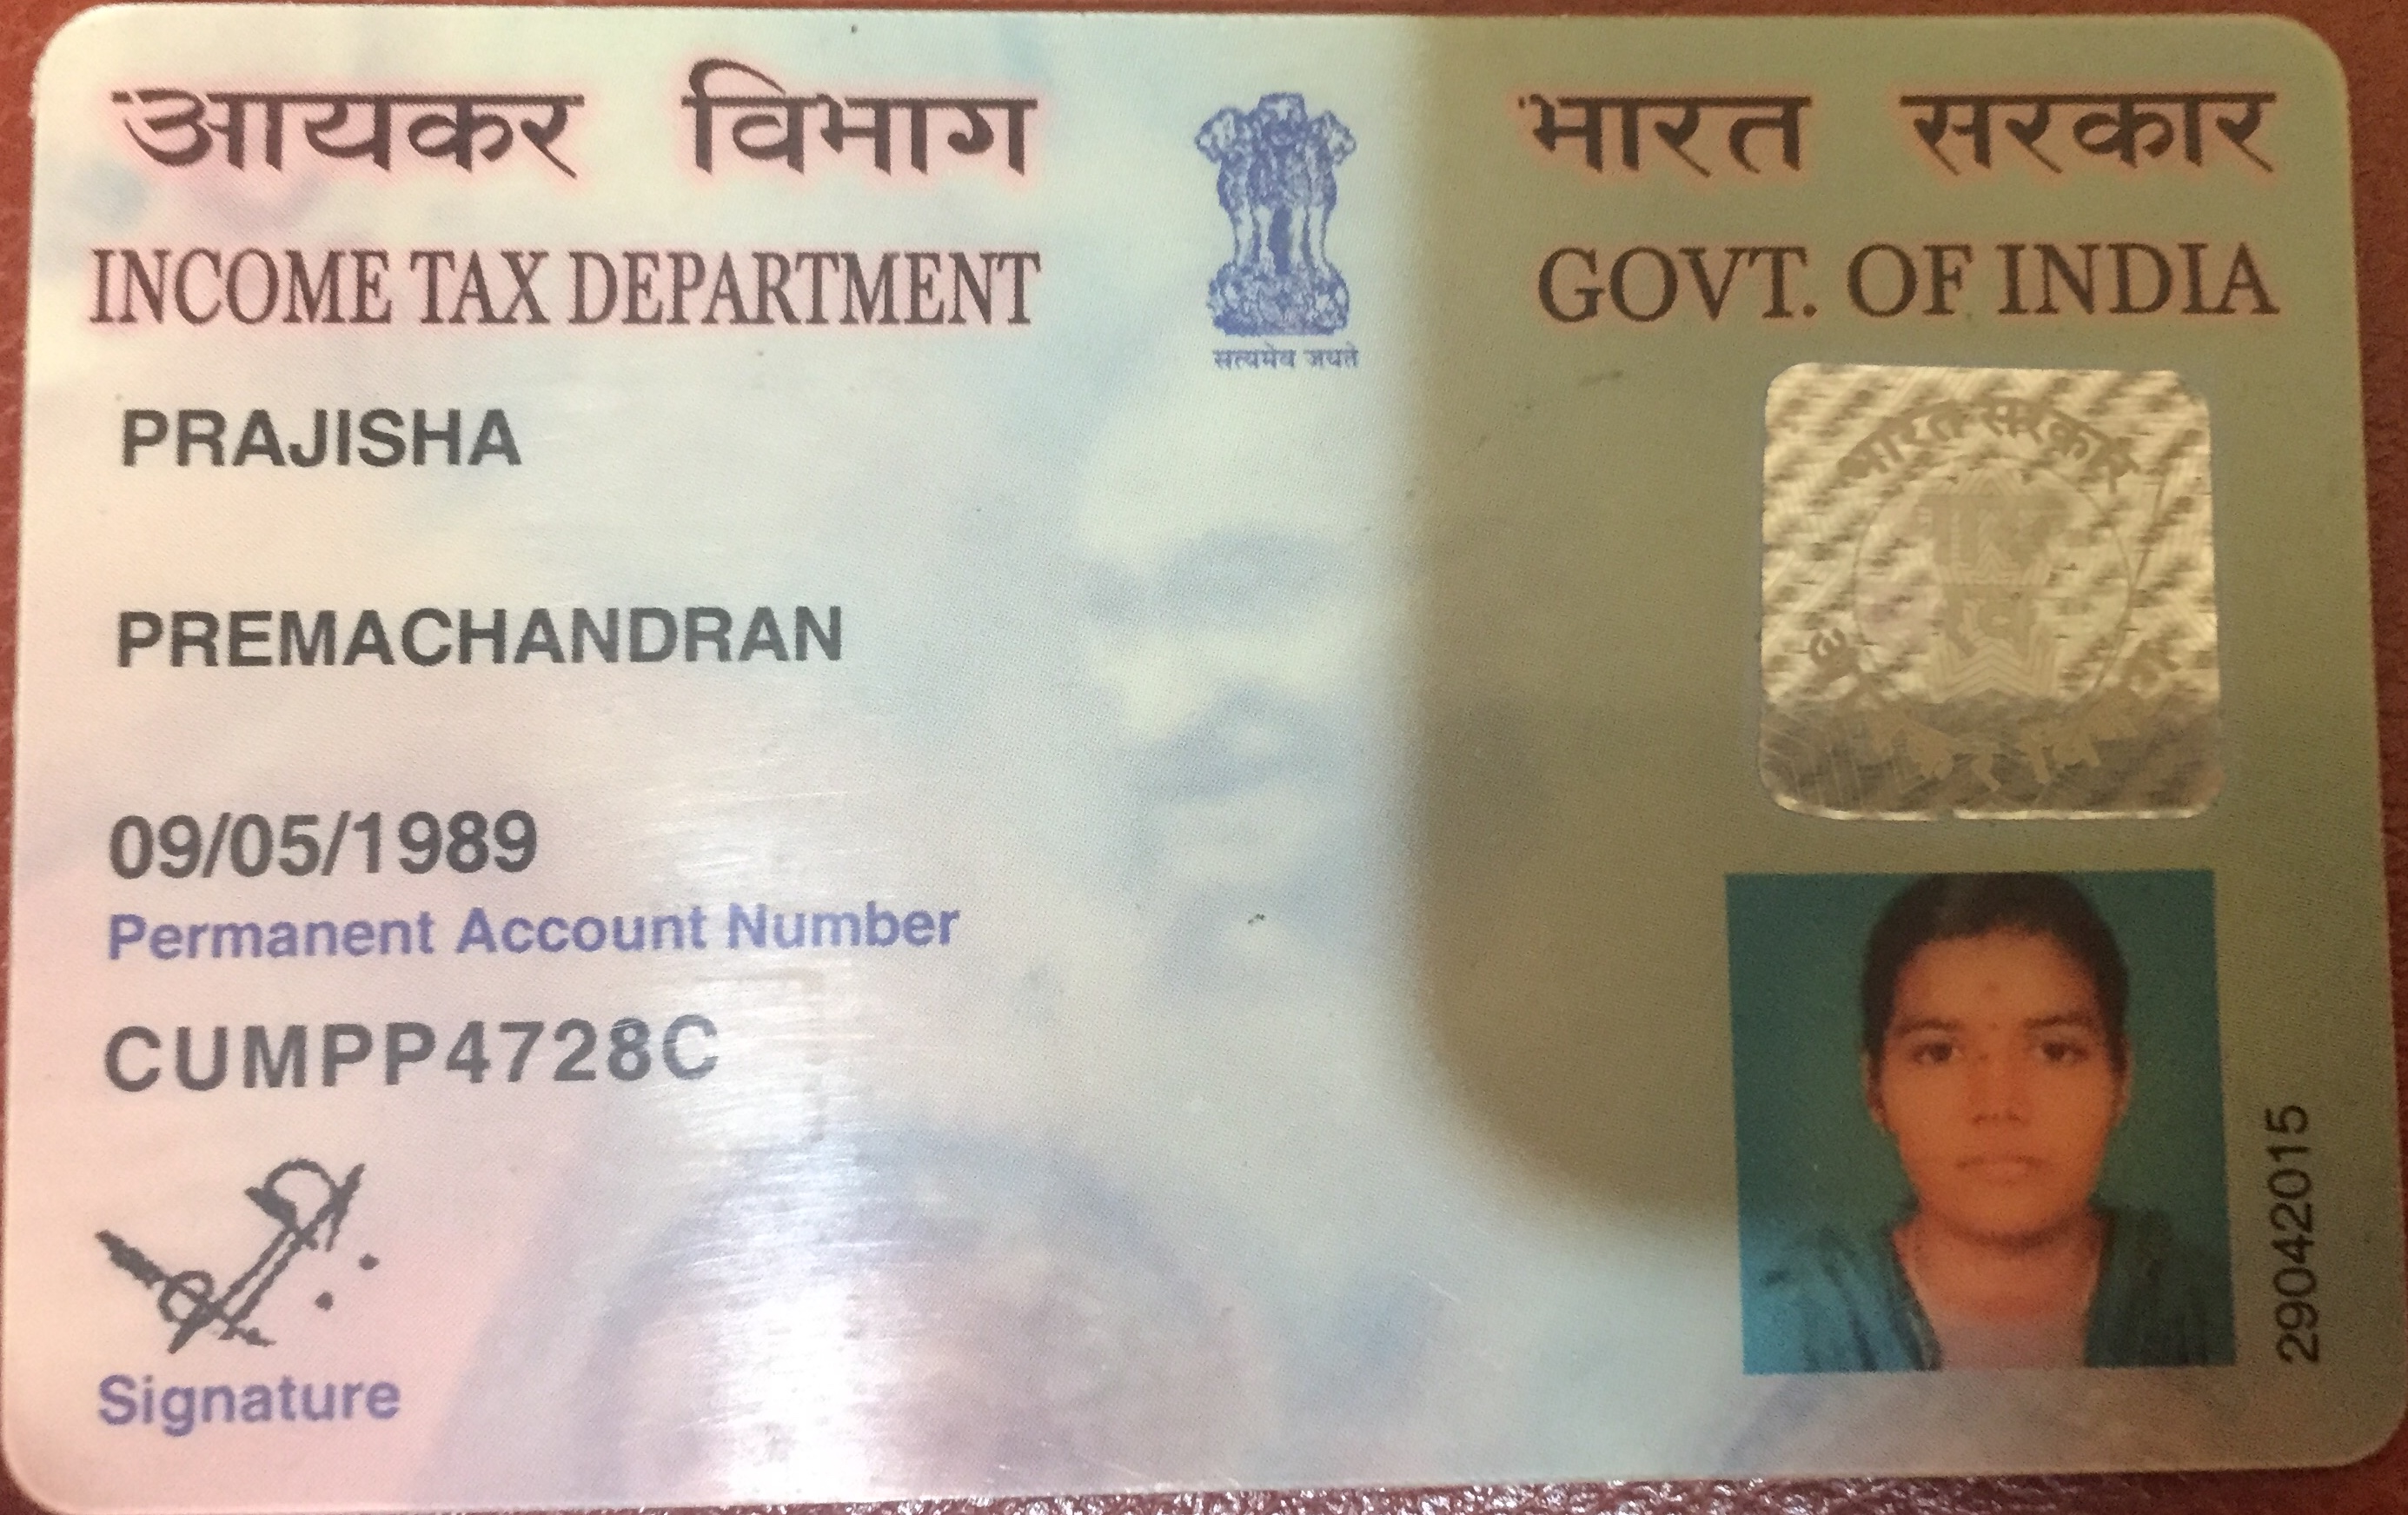 आयकर विभाग
INCOME TAX DEPARTMENT
सत्यमेव जयते
भारत सरकार
GOVT. OF INDIA
PRAJISHA
PREMACHANDRAN
09/05/1989
Permanent Account Number
CUMPP4728C
Signature
भारत सरकार
29042015